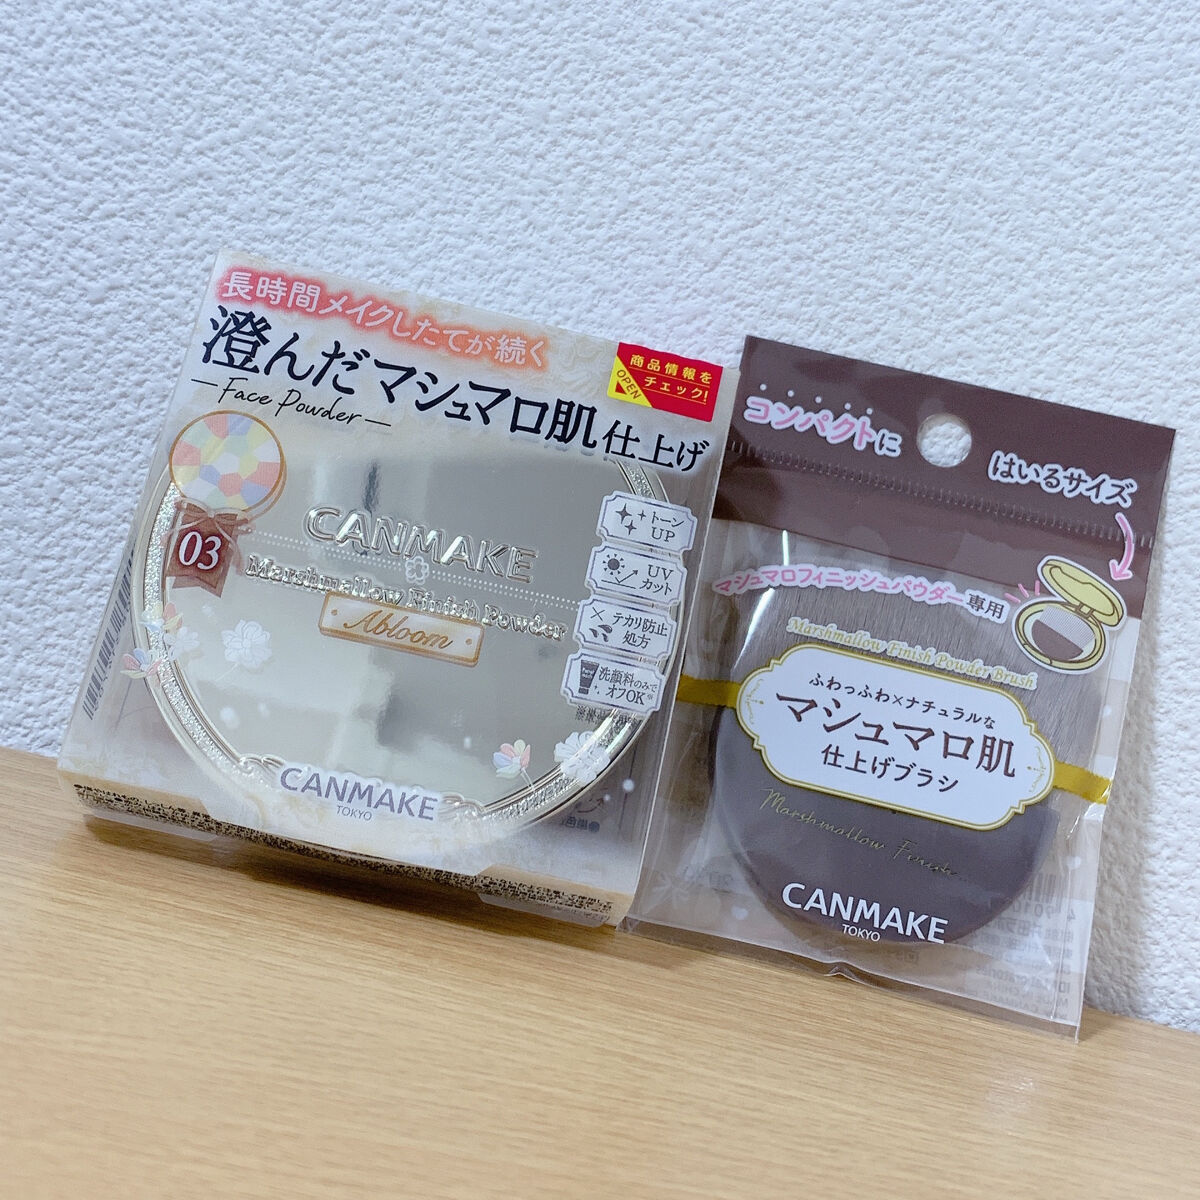 長時間メイクしたてが続く
澄んだマシュマロ肌仕上げ
Face Powder
商品情報を
チェック!
OPEN
03
CANMAKE
Marshmallow Finish Powder
Abloom
トーン
UP
UV
カット
テカリ防止
処方
洗顔料のみで
オフOK
CANMAKE
TOKYO
コンパクトに
はいるサイズ
マシュマロフィニッシュパウダー専用
Marshmallow Finish Powder Brush
ふわっふわ×ナチュラルな
マシュマロ肌
仕上げブラシ
Marshmallow Finish
CANMAKE
TOKYO